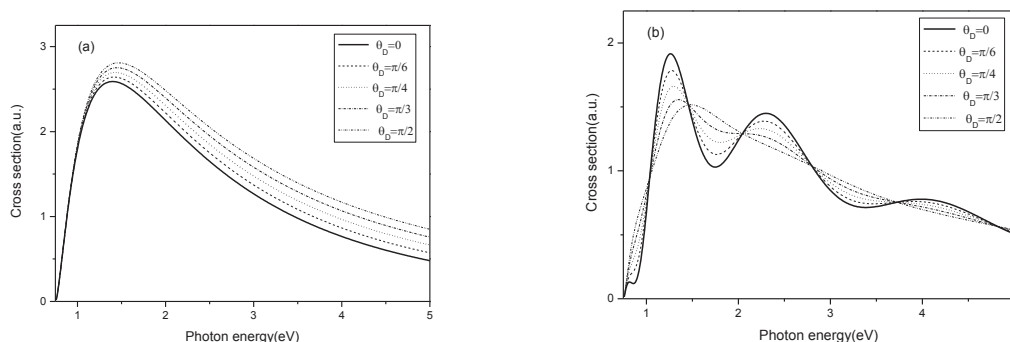 (a)
θD=0
θD=π/6
θD=π/4
θD=π/3
θD=π/2
3
2
1
0
Cross section(a.u.)
1 2 3 4 5
Photon energy(eV)
(b)
θD=0
θD=π/6
θD=π/4
θD=π/3
θD=π/2
2
1
0
Cross section(a.u.)
1 2 3 4
Photon energy(eV)